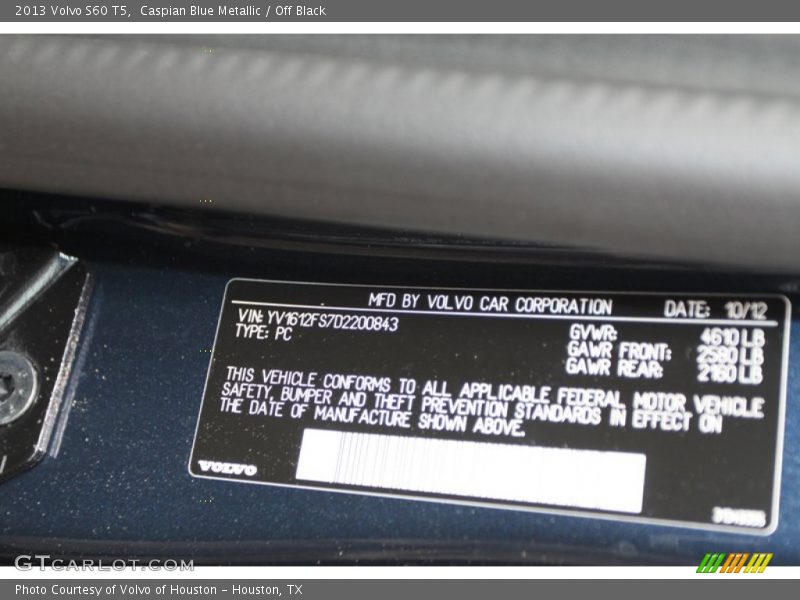 2013 Volvo S60 T5,  Caspian Blue Metallic / Off Black
MFD BY VOLVO CAR CORPORATION DATE: 10/12
VIN: YV1612FS7D2200843
TYPE: PC
GVWR: 4610 LB
GAWR FRONT: 2580 LB
GAWR REAR: 2160 LB
THIS VEHICLE CONFORMS TO ALL APPLICABLE FEDERAL MOTOR VEHICLE
SAFETY, BUMPER AND THEFT PREVENTION STANDARDS IN EFFECT ON
THE DATE OF MANUFACTURE SHOWN ABOVE.
VOLVO
GTCARLOT.COM
Photo Courtesy of Volvo of Houston - Houston, TX